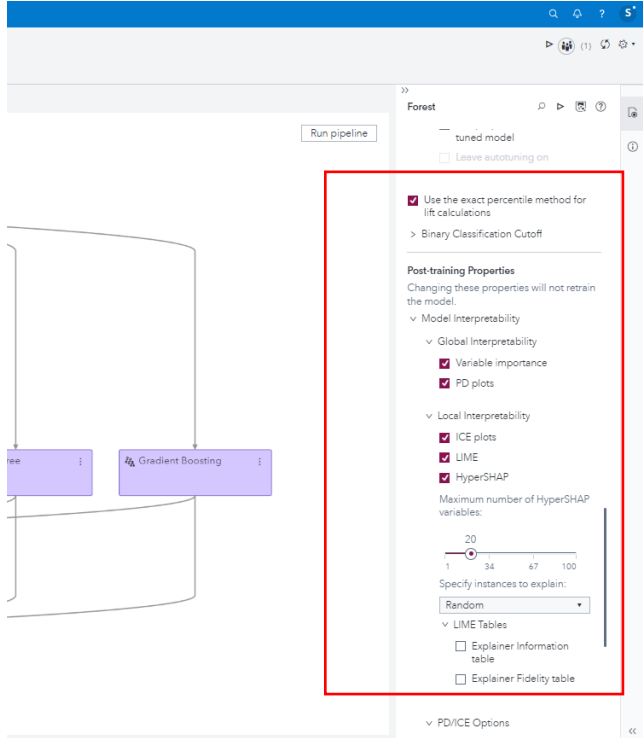 ?
S
(1)
»
Forest
?
tuned model
Leave autotuning on
Run pipeline
Use the exact percentile method for
lift calculations
> Binary Classification Cutoff
Post-training Properties
Changing these properties will not retrain
the model.
Model Interpretability
Global Interpretability
Variable importance
PD plots
Local Interpretability
ICE plots
LIME
HyperSHAP
Maximum number of HyperSHAP
variables:
20
1 34 67 100
Specify instances to explain:
Random
LIME Tables
Explainer Information
table
Explainer Fidelity table
PD/ICE Options
«
ree
Gradient Boosting